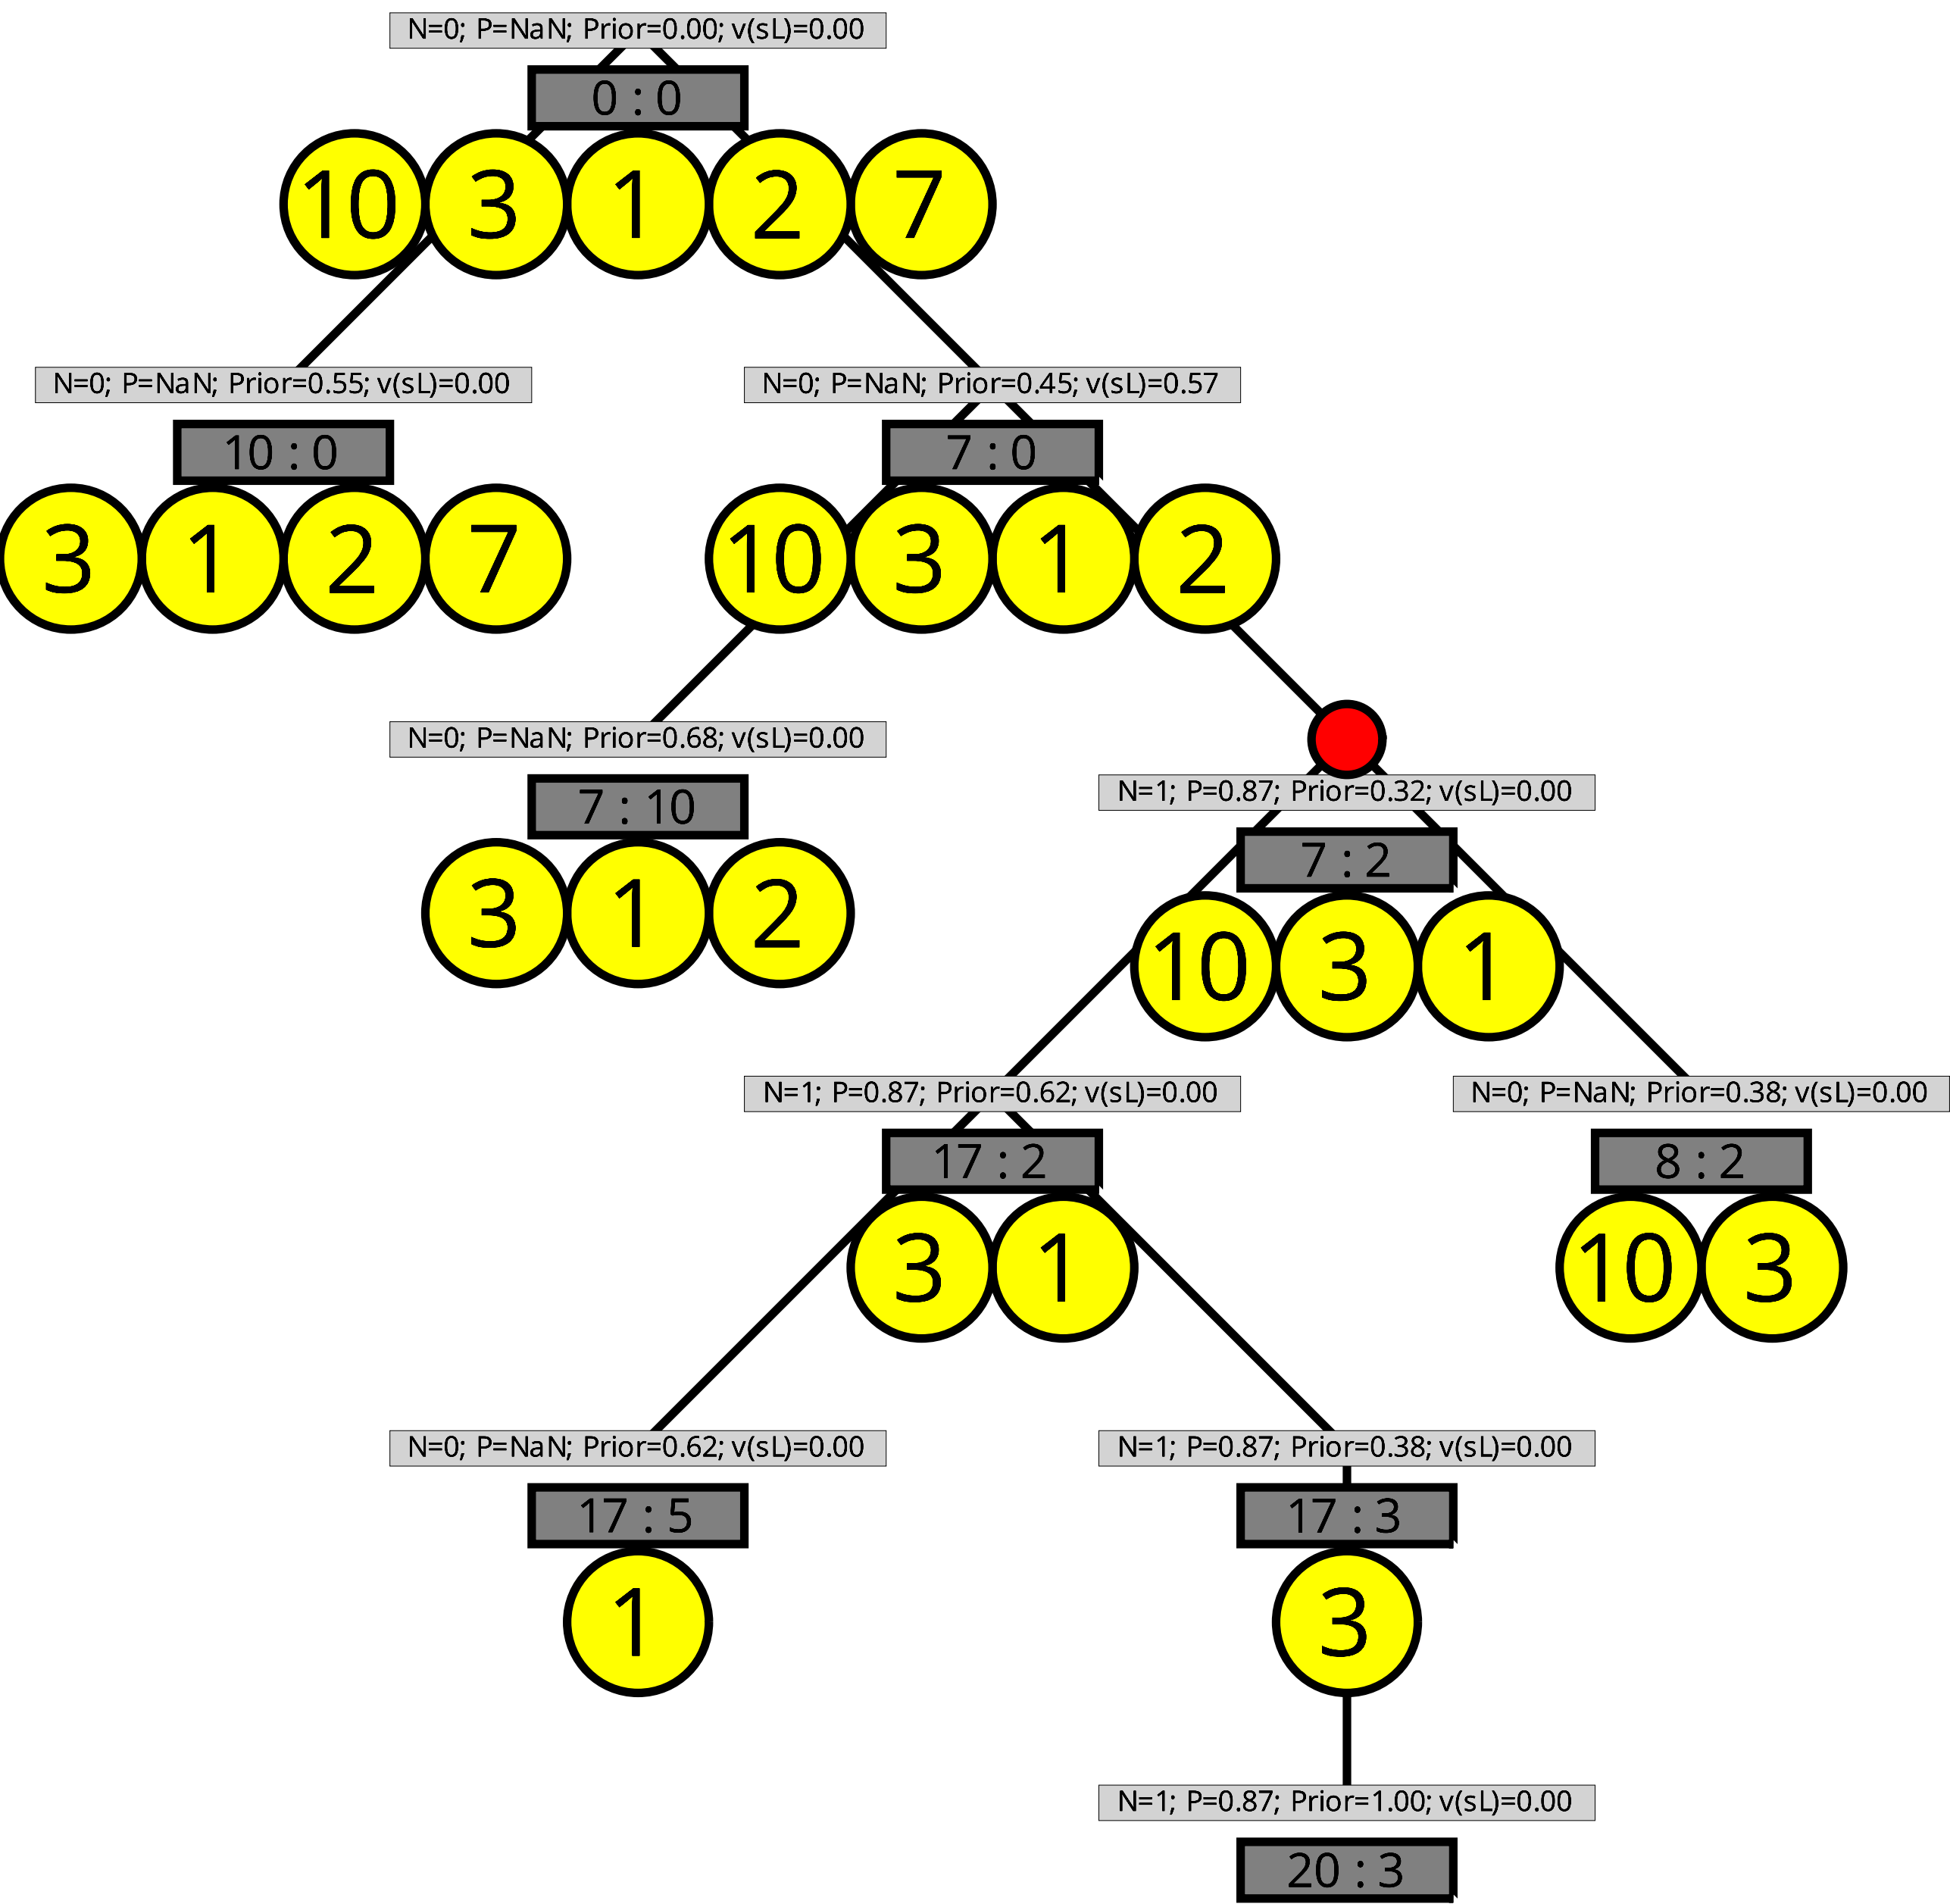 N=0; P=NaN; Prior=0.00; v(sL)=0.00
0 : 0
10 3 1 2 7
N=0; P=NaN; Prior=0.55; v(sL)=0.00
N=0; P=NaN; Prior=0.45; v(sL)=0.57
10 : 0
7 : 0
3 1 2 7
10 3 1 2
N=0; P=NaN; Prior=0.68; v(sL)=0.00
N=1; P=0.87; Prior=0.32; v(sL)=0.00
7 : 10
7 : 2
3 1 2
10 3 1
N=1; P=0.87; Prior=0.62; v(sL)=0.00
N=0; P=NaN; Prior=0.38; v(sL)=0.00
17 : 2
8 : 2
3 1
10 3
N=0; P=NaN; Prior=0.62; v(sL)=0.00
N=1; P=0.87; Prior=0.38; v(sL)=0.00
17 : 5
17 : 3
1
3
N=1; P=0.87; Prior=1.00; v(sL)=0.00
20 : 3